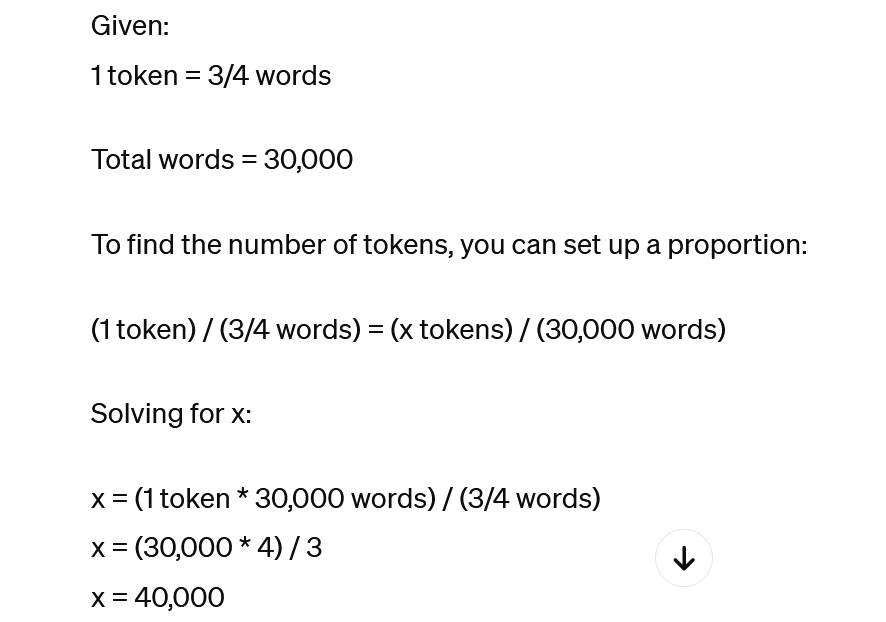 Given:
1 token = 3/4 words
Total words = 30,000
To find the number of tokens, you can set up a proportion:
(1 token) / (3/4 words) = (x tokens) / (30,000 words)
Solving for x:
x = (1 token * 30,000 words) / (3/4 words)
x = (30,000 * 4) / 3
x = 40,000